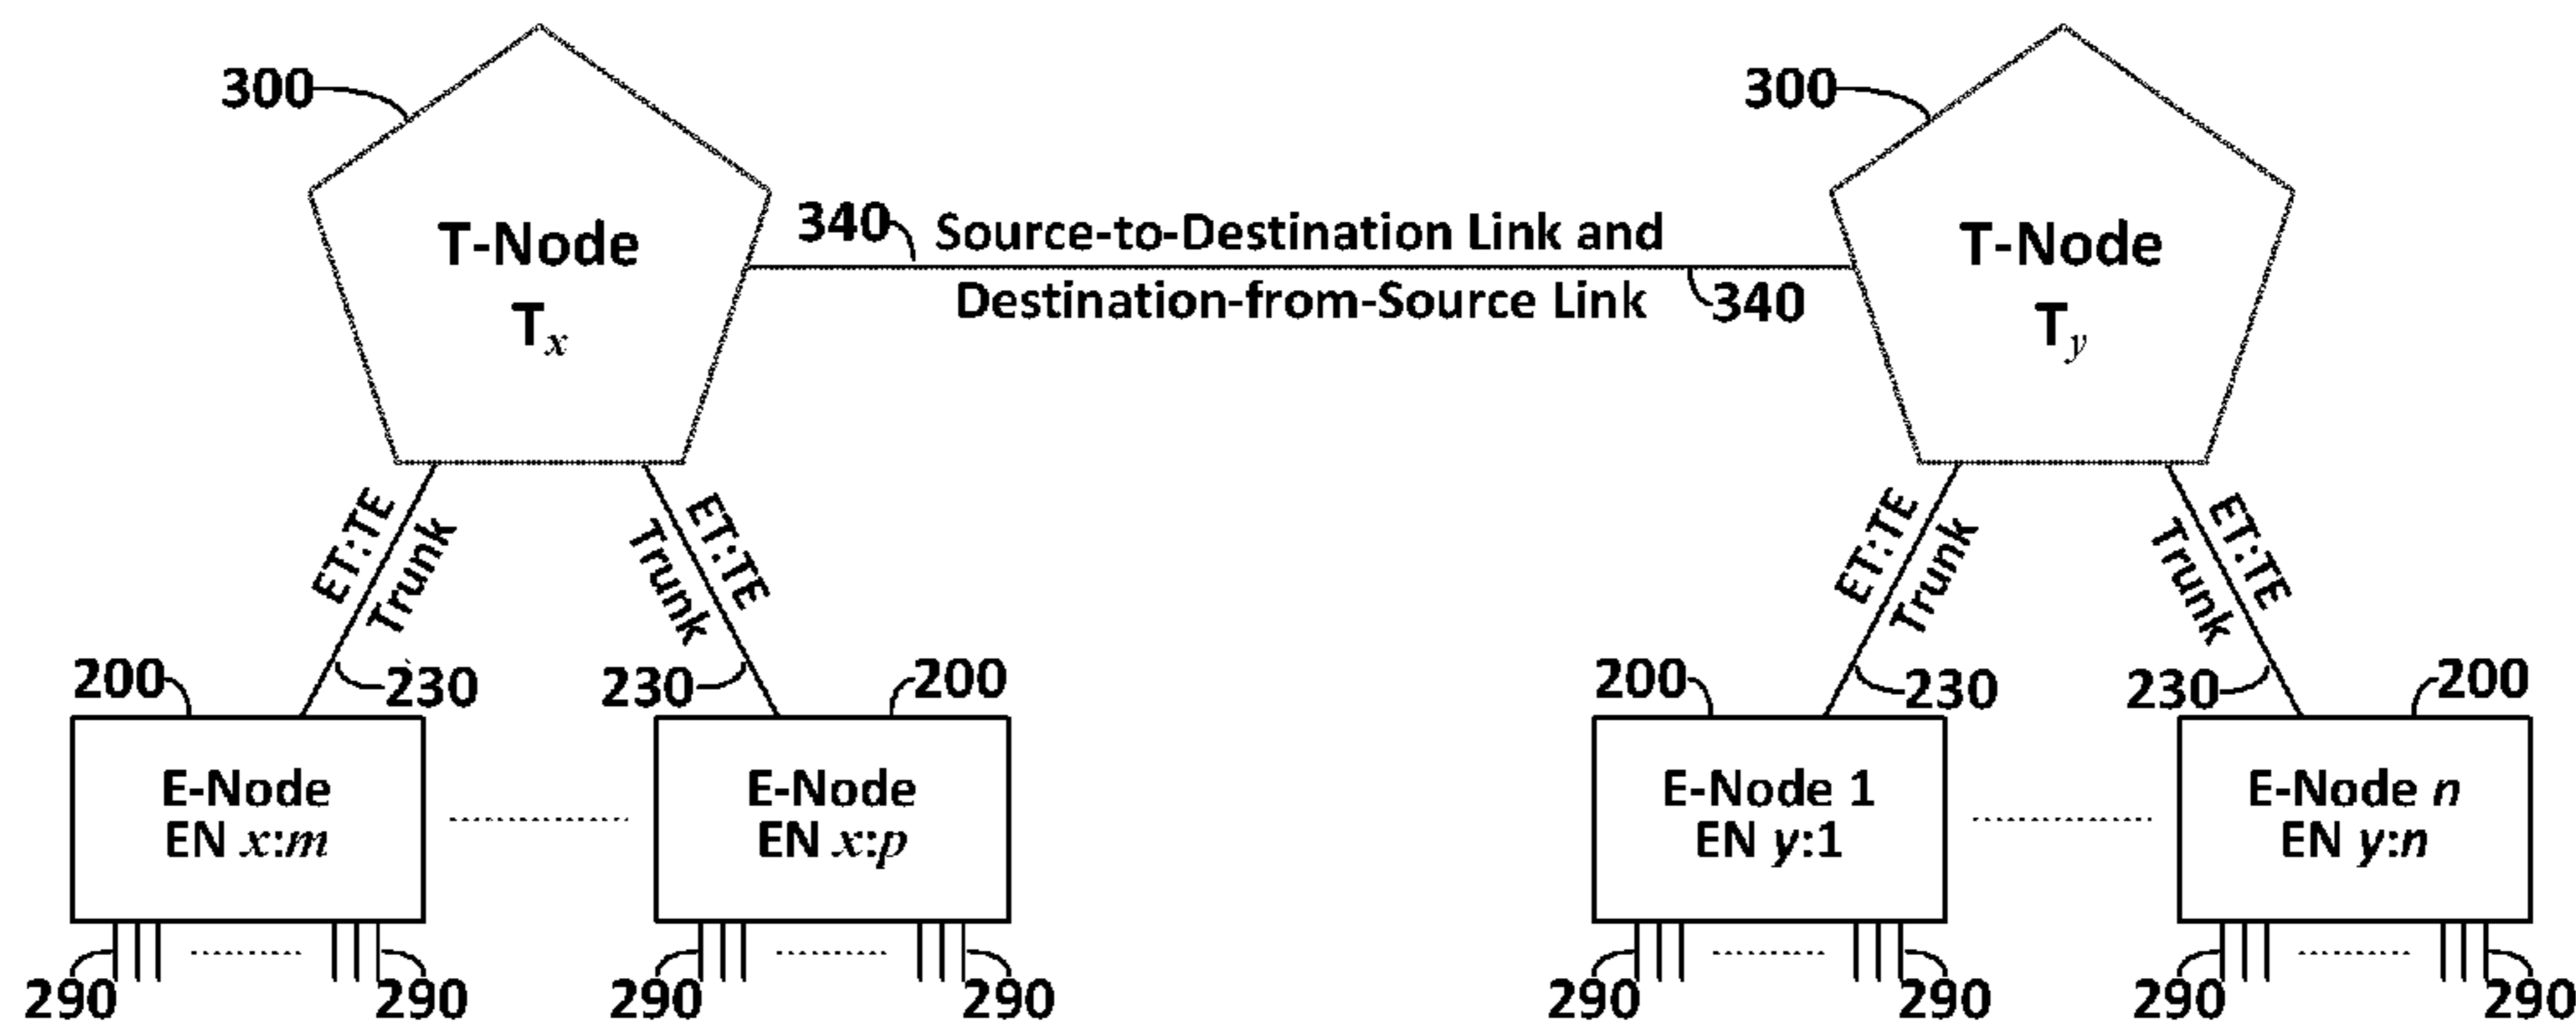 300
300
T-Node
T x
340
Source-to-Destination Link and
Destination-from-Source Link
340
T-Node
T y
ET:TE
Trunk
ET:TE
Trunk
ET:TE
Trunk
ET:TE
Trunk
200
230
230
200
200
230
230
200
E-Node
EN x:m
E-Node
EN x:p
E-Node 1
EN y:1
E-Node n
EN y:n
290
290
290
290
290
290
290
290